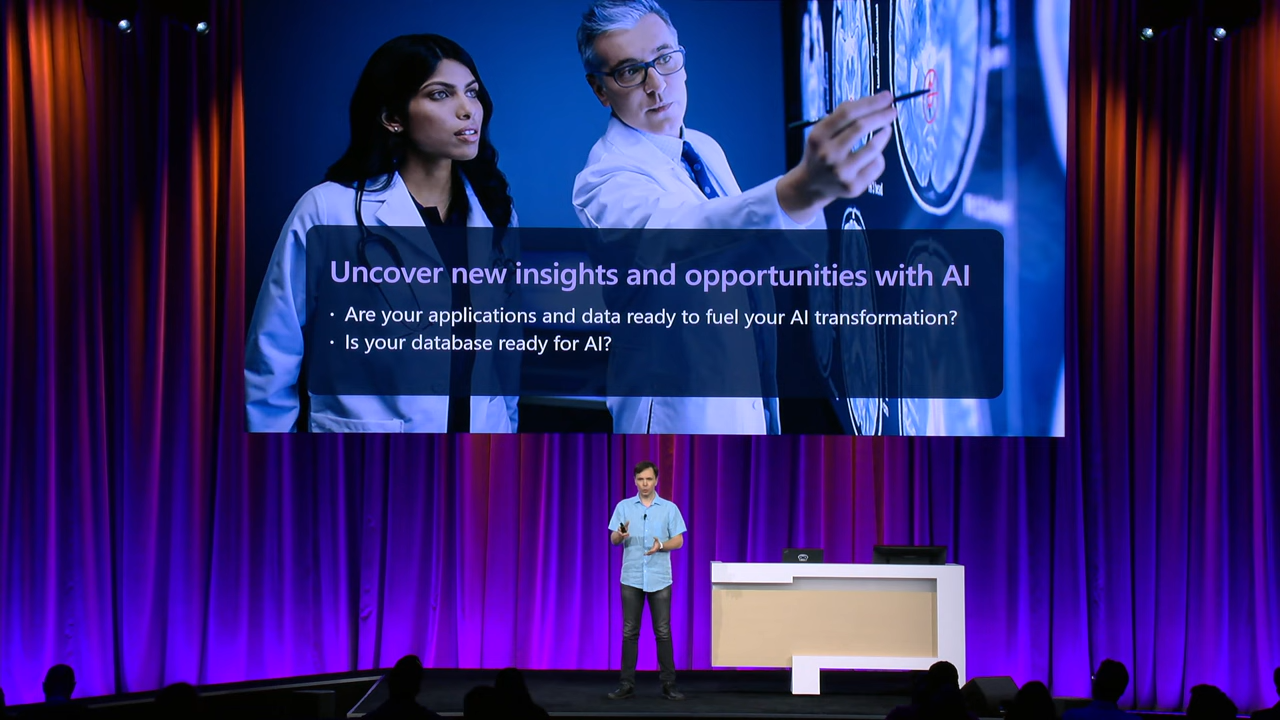 Uncover new insights and opportunities with AI
· Are your applications and data ready to fuel your AI transformation?
· Is your database ready for AI?